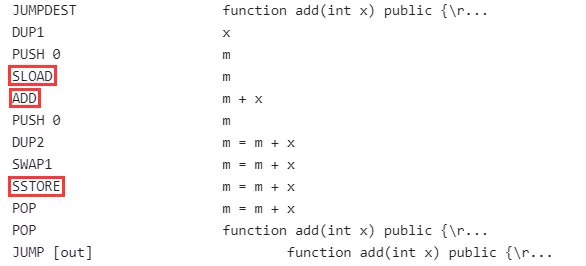 JUMPDEST function add(int x) public {\r...
DUP1 x
PUSH 0 m
SLOAD m
ADD m + x
PUSH 0 m
DUP2 m = m + x
SWAP1 m = m + x
SSTORE m = m + x
POP m = m + x
POP function add(int x) public {\r...
JUMP [out] function add(int x) public {\r...